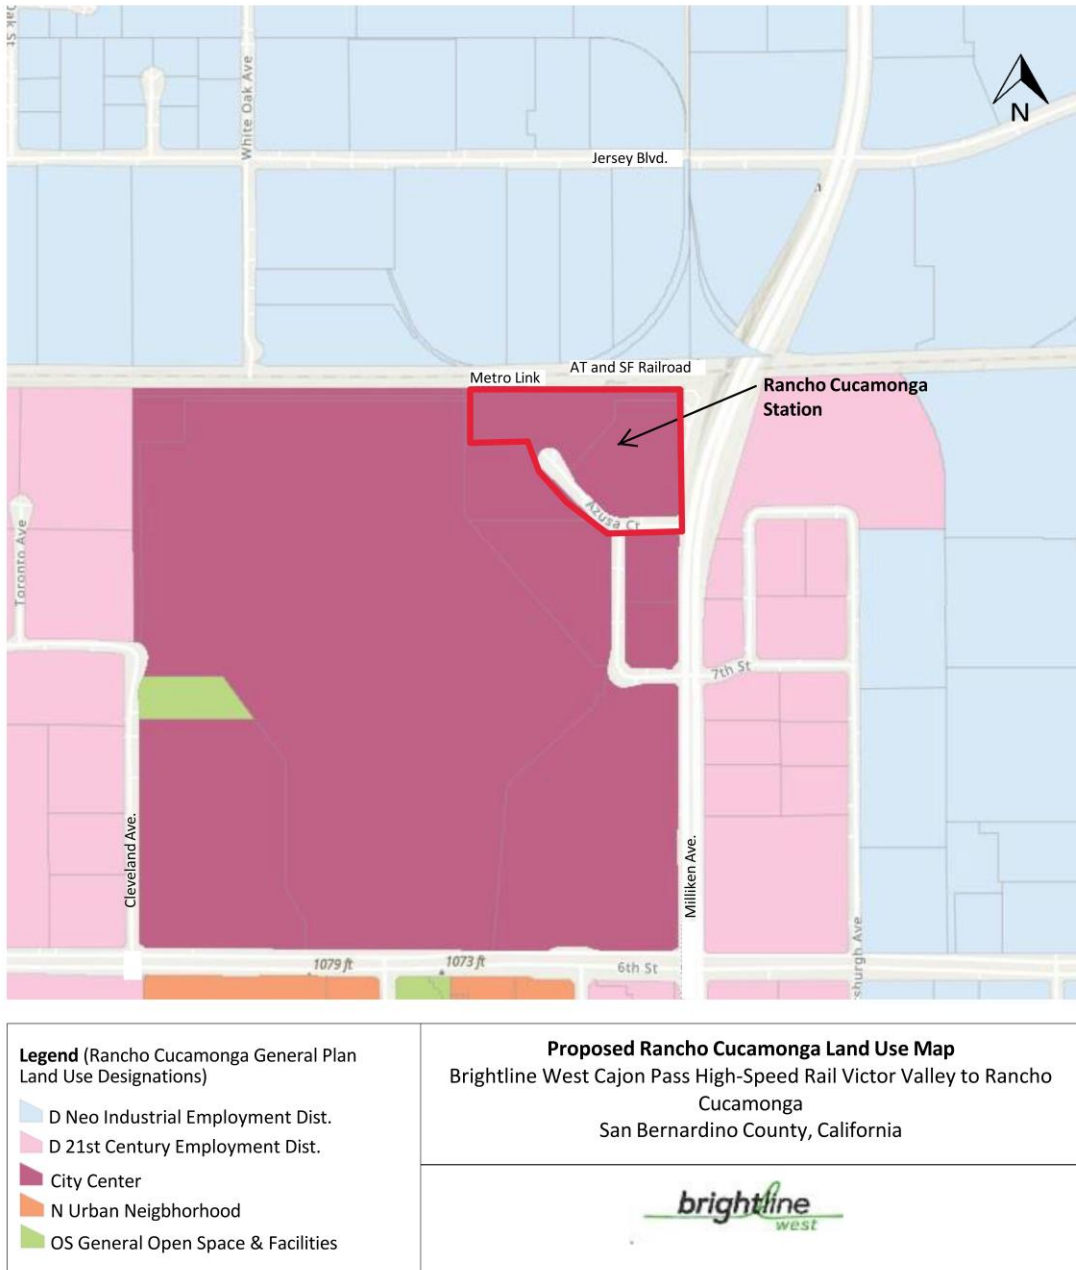 Oak St
White Oak Ave
N
Jersey Blvd.
AT and SF Railroad
Metro Link
Rancho Cucamonga
Station
Azusa Ct
Toronto Ave
7th St
Cleveland Ave.
Milliken Ave.
1079 ft
1073 ft
6th St
sburgh Ave
Legend (Rancho Cucamonga General Plan
Land Use Designations)
D Neo Industrial Employment Dist.
D 21st Century Employment Dist.
City Center
N Urban Neigbhorhood
OS General Open Space & Facilities
Proposed Rancho Cucamonga Land Use Map
Brightline West Cajon Pass High-Speed Rail Victor Valley to Rancho
Cucamonga
San Bernardino County, California
brightline
west